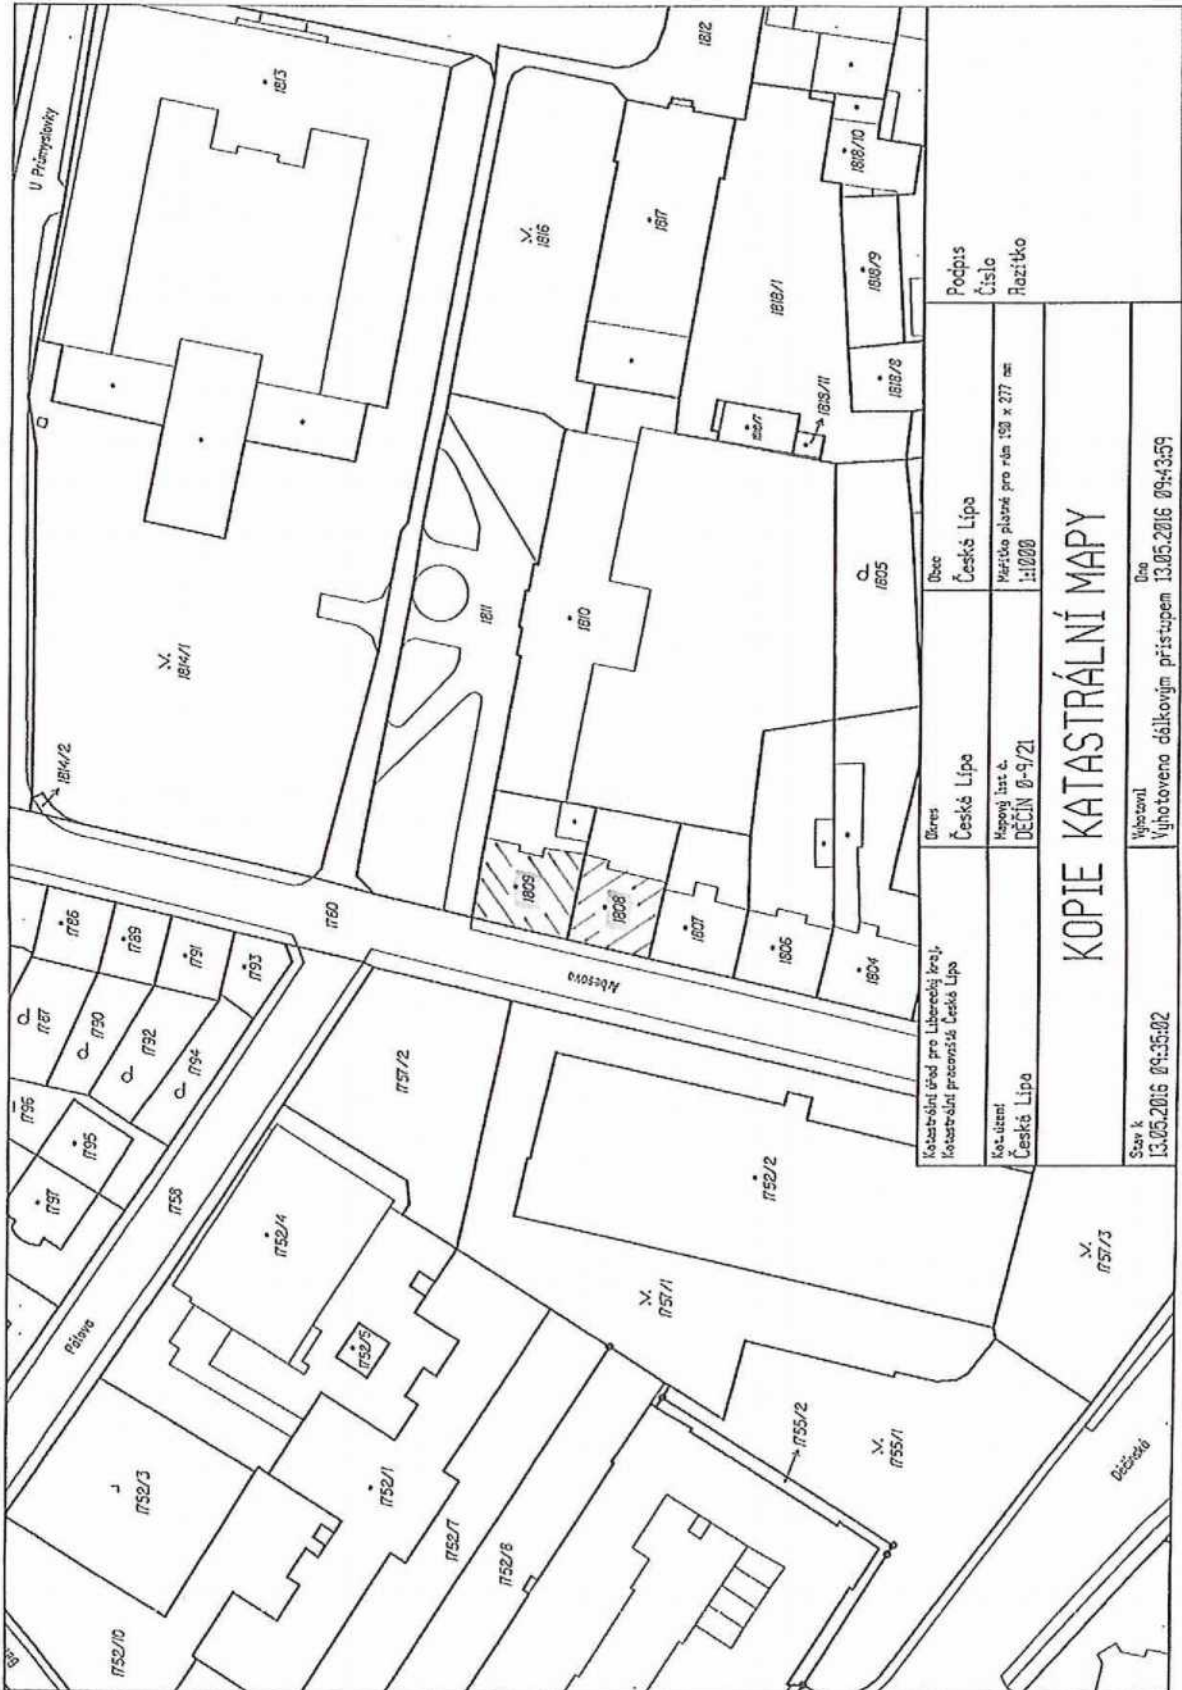 U Průmyslovky
1813
1812
1816
1817
1818/1
1818/10
1818/9
1818/8
1818/7
1818/11
1814/1
1814/2
1811
1810
1805
1809
1808
1807
1806
1804
1760
Arbesova
1786
1789
1791
1793
1787
1790
1792
1794
1796
1795
1797
1758
1757/2
1752/4
1752/5
Pátova
1752/3
1752/1
1752/7
1752/8
1752/10
1752/2
1757/1
1757/3
1755/2
1755/1
Děčínská
Katastrální úřad pro Liberecký kraj,
Katastrální pracoviště Česká Lípa
Okres
Česká Lípa
Obec
Česká Lípa
Kat.území
Česká Lípa
Mapový list č.
DĚČÍN 0-9/21
Měřítko platné pro rám 190 x 277 mm
1:1000
Podpis
Číslo
Razítko
KOPIE KATASTRÁLNÍ MAPY
Stav k
13.05.2016 09:35:02
Vyhotovil
Vyhotoveno dálkovým přístupem
Dne
13.05.2016 09:43:59